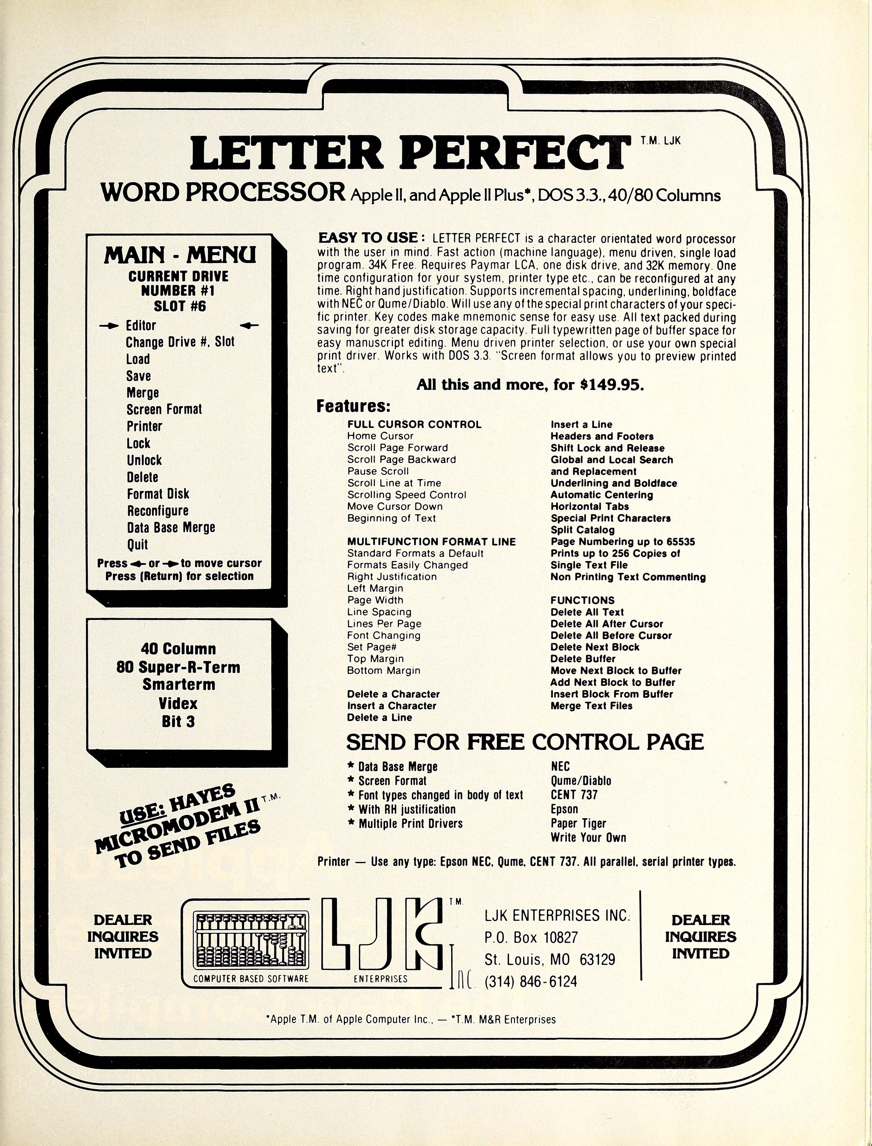 LETTER PERFECT T.M. LJK
WORD PROCESSOR Apple II, and Apple II Plus*, DOS 3.3., 40/80 Columns
MAIN - MENU
CURRENT DRIVE
NUMBER #1
SLOT #6
Editor
Change Drive #, Slot
Load
Save
Merge
Screen Format
Printer
Lock
Unlock
Delete
Format Disk
Reconfigure
Data Base Merge
Quit
Press ← or → to move cursor
Press (Return) for selection
40 Column
80 Super-R-Term
Smarterm
Videx
Bit 3
USE: HAYES
MICROMODEM II T.M.
TO SEND FILES
EASY TO USE : LETTER PERFECT is a character orientated word processor
with the user in mind. Fast action (machine language), menu driven, single load
program. 34K Free. Requires Paymar LCA, one disk drive, and 32K memory. One
time configuration for your system, printer type etc., can be reconfigured at any
time. Right hand justification. Supports incremental spacing, underlining, boldface
with NEC or Qume/Diablo. Will use any of the special print characters of your speci-
fic printer. Key codes make mnemonic sense for easy use. All text packed during
saving for greater disk storage capacity. Full typewritten page of buffer space for
easy manuscript editing. Menu driven printer selection, or use your own special
print driver. Works with DOS 3.3. "Screen format allows you to preview printed
text".
All this and more, for $149.95.
Features:
FULL CURSOR CONTROL
Home Cursor
Scroll Page Forward
Scroll Page Backward
Pause Scroll
Scroll Line at Time
Scrolling Speed Control
Move Cursor Down
Beginning of Text
MULTIFUNCTION FORMAT LINE
Standard Formats a Default
Formats Easily Changed
Right Justification
Left Margin
Page Width
Line Spacing
Lines Per Page
Font Changing
Set Page#
Top Margin
Bottom Margin
Delete a Character
Insert a Character
Delete a Line
Insert a Line
Headers and Footers
Shift Lock and Release
Global and Local Search
and Replacement
Underlining and Boldface
Automatic Centering
Horizontal Tabs
Special Print Characters
Split Catalog
Page Numbering up to 65535
Prints up to 256 Copies of
Single Text File
Non Printing Text Commenting
FUNCTIONS
Delete All Text
Delete All After Cursor
Delete All Before Cursor
Delete Next Block
Delete Buffer
Move Next Block to Buffer
Add Next Block to Buffer
Insert Block From Buffer
Merge Text Files
SEND FOR FREE CONTROL PAGE
* Data Base Merge
* Screen Format
* Font types changed in body of text
* With RH justification
* Multiple Print Drivers
NEC
Qume/Diablo
CENT 737
Epson
Paper Tiger
Write Your Own
Printer — Use any type: Epson NEC, Qume, CENT 737. All parallel, serial printer types.
DEALER
INQUIRES
INVITED
LJK T.M.
COMPUTER BASED SOFTWARE ENTERPRISES INC
LJK ENTERPRISES INC.
P.O. Box 10827
St. Louis, MO 63129
(314) 846-6124
DEALER
INQUIRES
INVITED
*Apple T.M. of Apple Computer Inc., — *T.M. M&R Enterprises